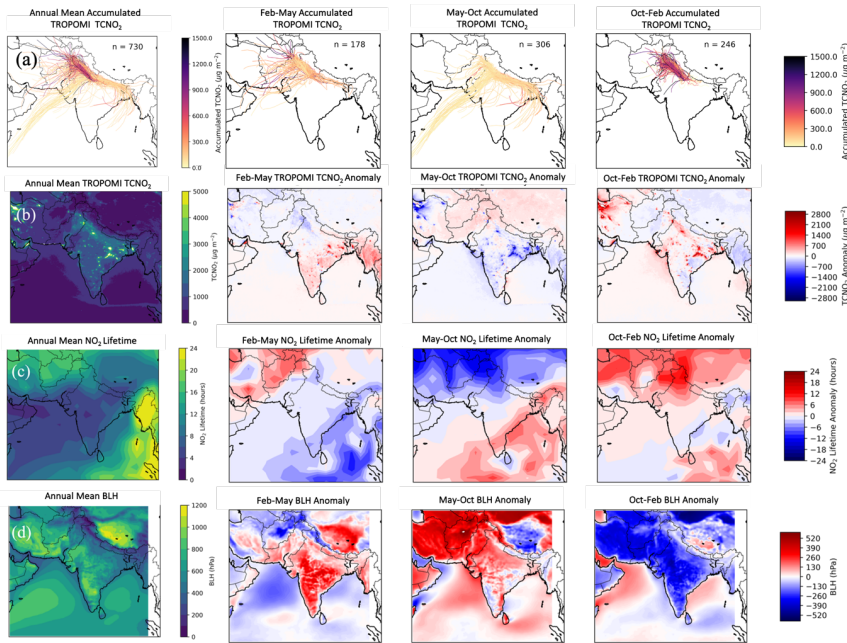 Annual Mean Accumulated
TROPOMI TCNO₂
Feb-May Accumulated
TROPOMI TCNO₂
May-Oct Accumulated
TROPOMI TCNO₂
Oct-Feb Accumulated
TROPOMI TCNO₂
(a)
n = 730
n = 178
n = 306
n = 246
1500.0
1200.0
900.0
600.0
300.0
0.0
Accumulated TCNO₂ (μg m⁻²)
1500.0
1200.0
900.0
600.0
300.0
0.0
Accumulated TCNO₂ (μg m⁻²)
Annual Mean TROPOMI TCNO₂
Feb-May TROPOMI TCNO₂ Anomaly
May-Oct TROPOMI TCNO₂ Anomaly
Oct-Feb TROPOMI TCNO₂ Anomaly
(b)
5000
4000
3000
2000
1000
0
TCNO₂ (μg m⁻²)
2800
2100
1400
700
0
−700
−1400
−2100
−2800
TCNO₂ Anomaly (μg m⁻²)
Annual Mean NO₂ Lifetime
Feb-May NO₂ Lifetime Anomaly
May-Oct NO₂ Lifetime Anomaly
Oct-Feb NO₂ Lifetime Anomaly
(c)
24
20
16
12
8
4
0
NO₂ Lifetime (hours)
24
18
12
6
0
−6
−12
−18
−24
NO₂ Lifetime Anomaly (hours)
Annual Mean BLH
Feb-May BLH Anomaly
May-Oct BLH Anomaly
Oct-Feb BLH Anomaly
(d)
1200
1000
800
600
400
200
0
BLH (hPa)
520
390
260
130
0
−130
−260
−390
−520
BLH (hPa)